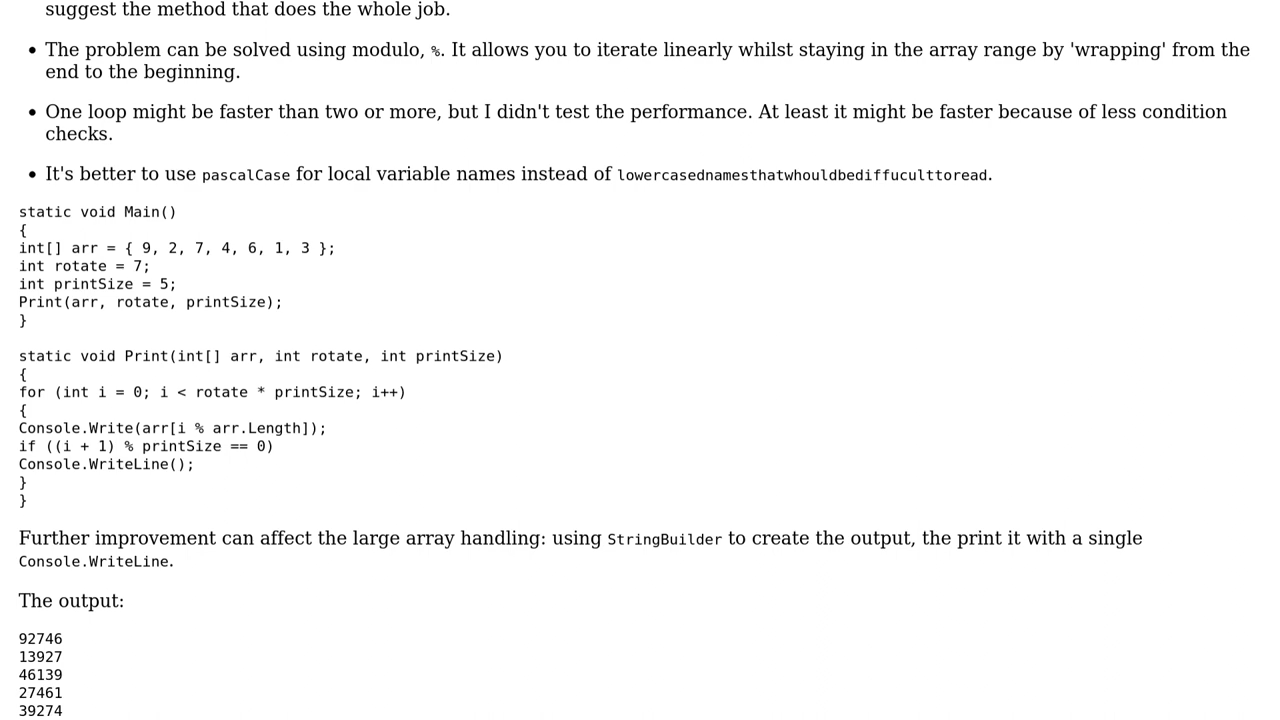 suggest the method that does the whole job.
• The problem can be solved using modulo, %. It allows you to iterate linearly whilst staying in the array range by 'wrapping' from the
end to the beginning.
• One loop might be faster than two or more, but I didn't test the performance. At least it might be faster because of less condition
checks.
• It's better to use pascalCase for local variable names instead of lowercasednamesthatwhouldbediffuculttoread.
static void Main()
{
int[] arr = { 9, 2, 7, 4, 6, 1, 3 };
int rotate = 7;
int printSize = 5;
Print(arr, rotate, printSize);
}
static void Print(int[] arr, int rotate, int printSize)
{
for (int i = 0; i < rotate * printSize; i++)
{
Console.Write(arr[i % arr.Length]);
if ((i + 1) % printSize == 0)
Console.WriteLine();
}
}
Further improvement can affect the large array handling: using StringBuilder to create the output, the print it with a single
Console.WriteLine.
The output:
92746
13927
46139
27461
39274